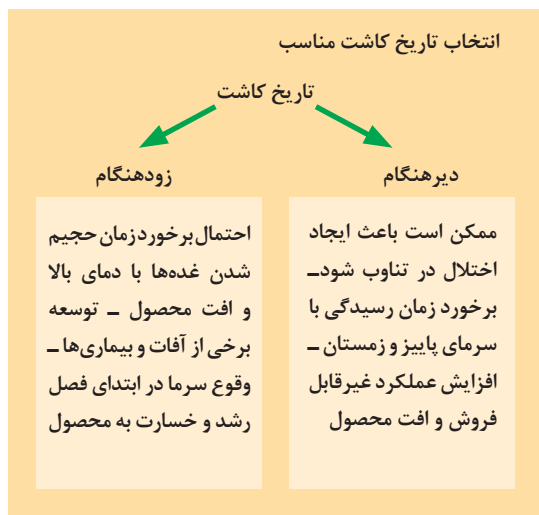 انتخاب تاریخ کاشت مناسب
تاریخ کاشت
دیرهنگام
ممکن است باعث ایجاد
اختلال در تناوب شود_
برخورد زمان رسیدگی با
سرمای پاییز و زمستان _
افزایش عملکرد غیرقابل
فروش و افت محصول
زودهنگام
احتمال برخورد زمان حجیم
شدن غده‌ها با دمای بالا
و افت محصول _ توسعه
برخی از آفات و بیماری‌ها _
وقوع سرما در ابتدای فصل
رشد و خسارت به محصول